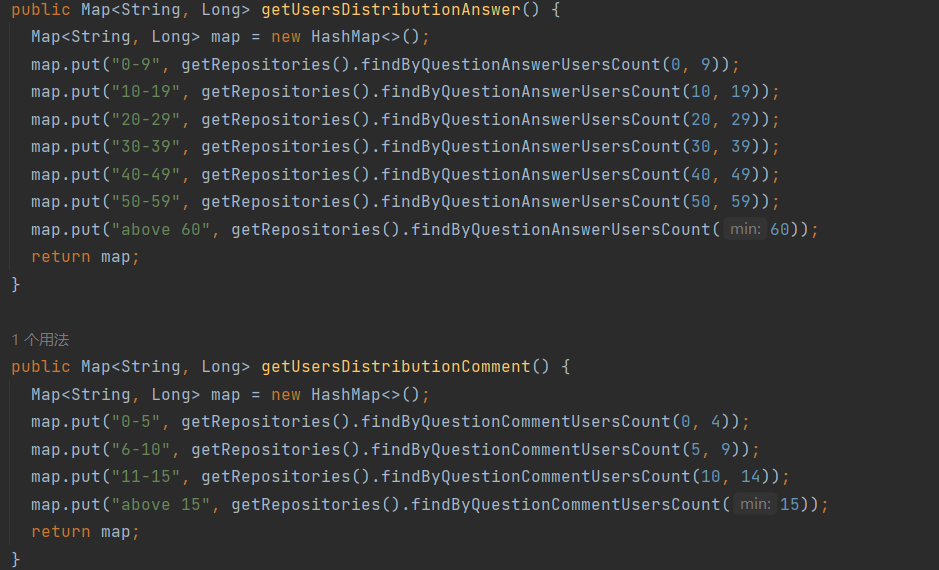 public Map<String, Long> getUsersDistributionAnswer() {
Map<String, Long> map = new HashMap<>();
map.put("0-9", getRepositories().findByQuestionAnswerUsersCount(0, 9));
map.put("10-19", getRepositories().findByQuestionAnswerUsersCount(10, 19));
map.put("20-29", getRepositories().findByQuestionAnswerUsersCount(20, 29));
map.put("30-39", getRepositories().findByQuestionAnswerUsersCount(30, 39));
map.put("40-49", getRepositories().findByQuestionAnswerUsersCount(40, 49));
map.put("50-59", getRepositories().findByQuestionAnswerUsersCount(50, 59));
map.put("above 60", getRepositories().findByQuestionAnswerUsersCount( min: 60));
return map;
}
1 个用法
public Map<String, Long> getUsersDistributionComment() {
Map<String, Long> map = new HashMap<>();
map.put("0-5", getRepositories().findByQuestionCommentUsersCount(0, 4));
map.put("6-10", getRepositories().findByQuestionCommentUsersCount(5, 9));
map.put("11-15", getRepositories().findByQuestionCommentUsersCount(10, 14));
map.put("above 15", getRepositories().findByQuestionCommentUsersCount( min: 15));
return map;
}